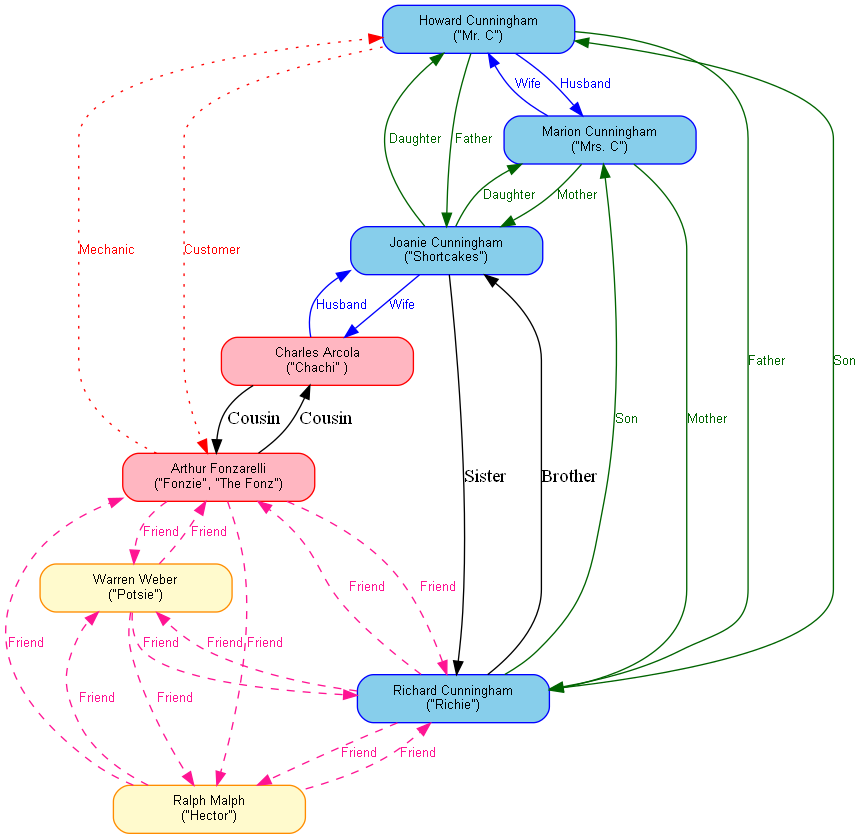 Howard Cunningham
("Mr. C")
Wife
Husband
Marion Cunningham
("Mrs. C")
Daughter
Father
Daughter
Mother
Joanie Cunningham
("Shortcakes")
Mechanic
Customer
Husband
Wife
Charles Arcola
("Chachi" )
Father
Son
Cousin
Cousin
Son
Mother
Arthur Fonzarelli
("Fonzie", "The Fonz")
Sister
Brother
Friend
Friend
Warren Weber
("Potsie")
Friend
Friend
Friend
Friend
Friend
Friend
Richard Cunningham
("Richie")
Friend
Friend
Friend
Friend
Ralph Malph
("Hector")